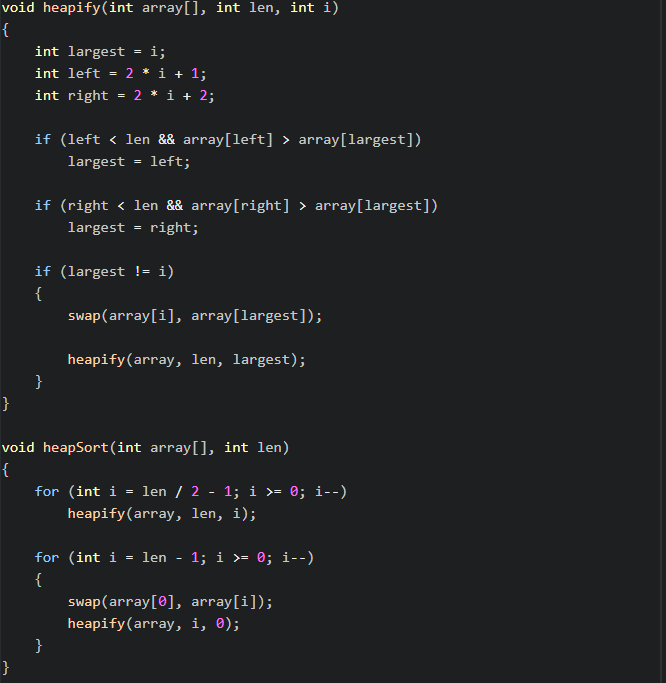 void heapify(int array[], int len, int i)
{
    int largest = i;
    int left = 2 * i + 1;
    int right = 2 * i + 2;

    if (left < len && array[left] > array[largest])
        largest = left;

    if (right < len && array[right] > array[largest])
        largest = right;

    if (largest != i)
    {
        swap(array[i], array[largest]);

        heapify(array, len, largest);
    }
}

void heapSort(int array[], int len)
{
    for (int i = len / 2 - 1; i >= 0; i--)
        heapify(array, len, i);

    for (int i = len - 1; i >= 0; i--)
    {
        swap(array[0], array[i]);
        heapify(array, i, 0);
    }
}